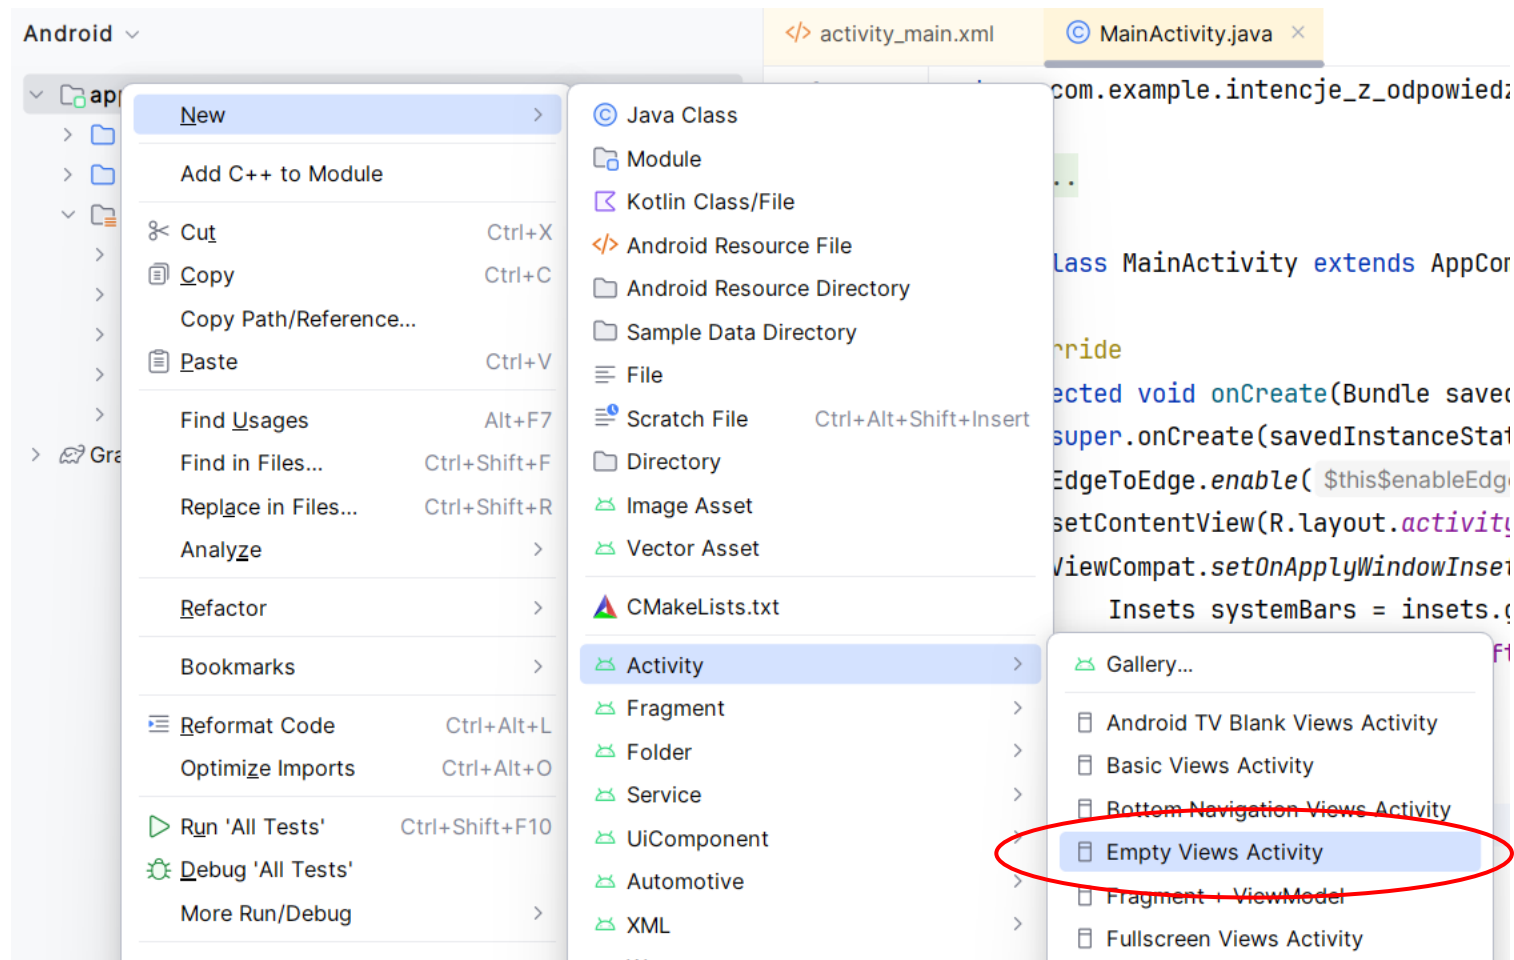 Android
activity_main.xml
MainActivity.java
app
Gra
New
Add C++ to Module
Cut Ctrl+X
Copy Ctrl+C
Copy Path/Reference...
Paste Ctrl+V
Find Usages Alt+F7
Find in Files... Ctrl+Shift+F
Replace in Files... Ctrl+Shift+R
Analyze
Refactor
Bookmarks
Reformat Code Ctrl+Alt+L
Optimize Imports Ctrl+Alt+O
Run 'All Tests' Ctrl+Shift+F10
Debug 'All Tests'
More Run/Debug
Java Class
Module
Kotlin Class/File
Android Resource File
Android Resource Directory
Sample Data Directory
File
Scratch File Ctrl+Alt+Shift+Insert
Directory
Image Asset
Vector Asset
CMakeLists.txt
Activity
Fragment
Folder
Service
UiComponent
Automotive
XML
Gallery...
Android TV Blank Views Activity
Basic Views Activity
Bottom Navigation Views Activity
Empty Views Activity
Fragment + ViewModel
Fullscreen Views Activity
com.example.intencje_z_odpowiedz
..
lass MainActivity extends AppCom
rride
ected void onCreate(Bundle saved
super.onCreate(savedInstanceStat
EdgeToEdge.enable( $this$enableEdge
setContentView(R.layout.activity
ViewCompat.setOnApplyWindowInset
Insets systemBars = insets.g
ft